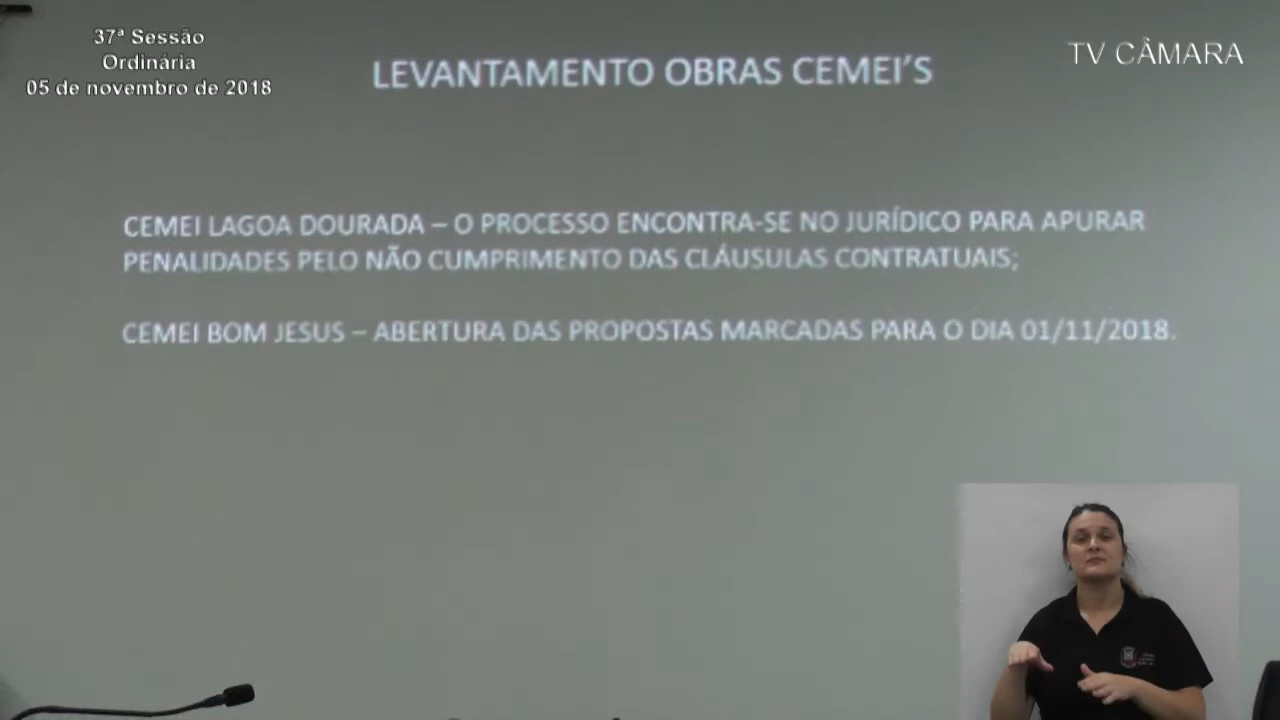 37ª Sessão
Ordinária
05 de novembro de 2018
TV CÂMARA
LEVANTAMENTO OBRAS CEMEI'S
CEMEI LAGOA DOURADA – O PROCESSO ENCONTRA-SE NO JURÍDICO PARA APURAR
PENALIDADES PELO NÃO CUMPRIMENTO DAS CLÁUSULAS CONTRATUAIS;
CEMEI BOM JESUS – ABERTURA DAS PROPOSTAS MARCADAS PARA O DIA 01/11/2018.